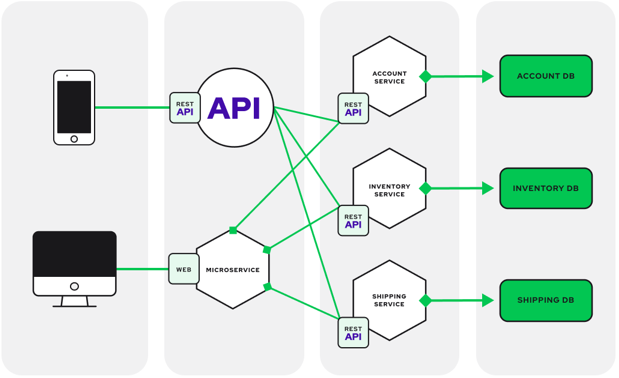 REST
API
API
WEB
MICROSERVICE
ACCOUNT
SERVICE
REST
API
INVENTORY
SERVICE
REST
API
SHIPPING
SERVICE
REST
API
ACCOUNT DB
INVENTORY DB
SHIPPING DB